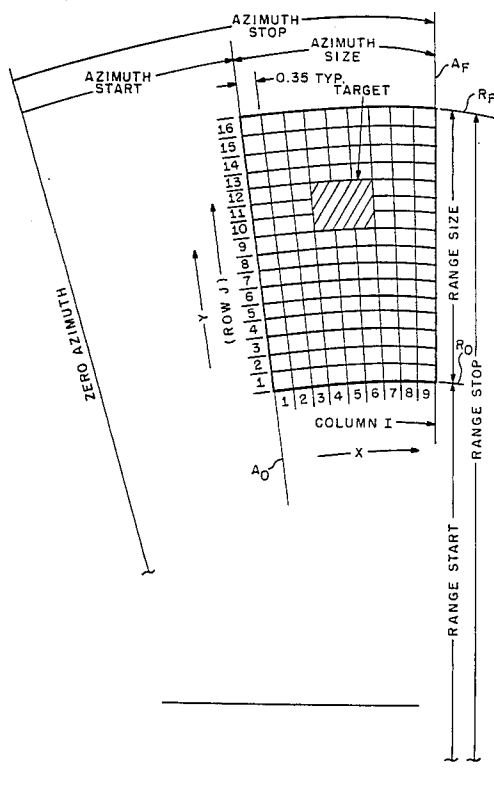 AZIMUTH
STOP
AZIMUTH
SIZE
AZIMUTH
START
0.35 TYP.
TARGET
A_F
R_F
16
15
14
13
12
11
10
9
8
7
6
5
4
3
2
1
Y
(ROW J)
ZERO AZIMUTH
1 2 3 4 5 6 7 8 9
COLUMN I
X
A_O
R_O
RANGE SIZE
RANGE STOP
RANGE START